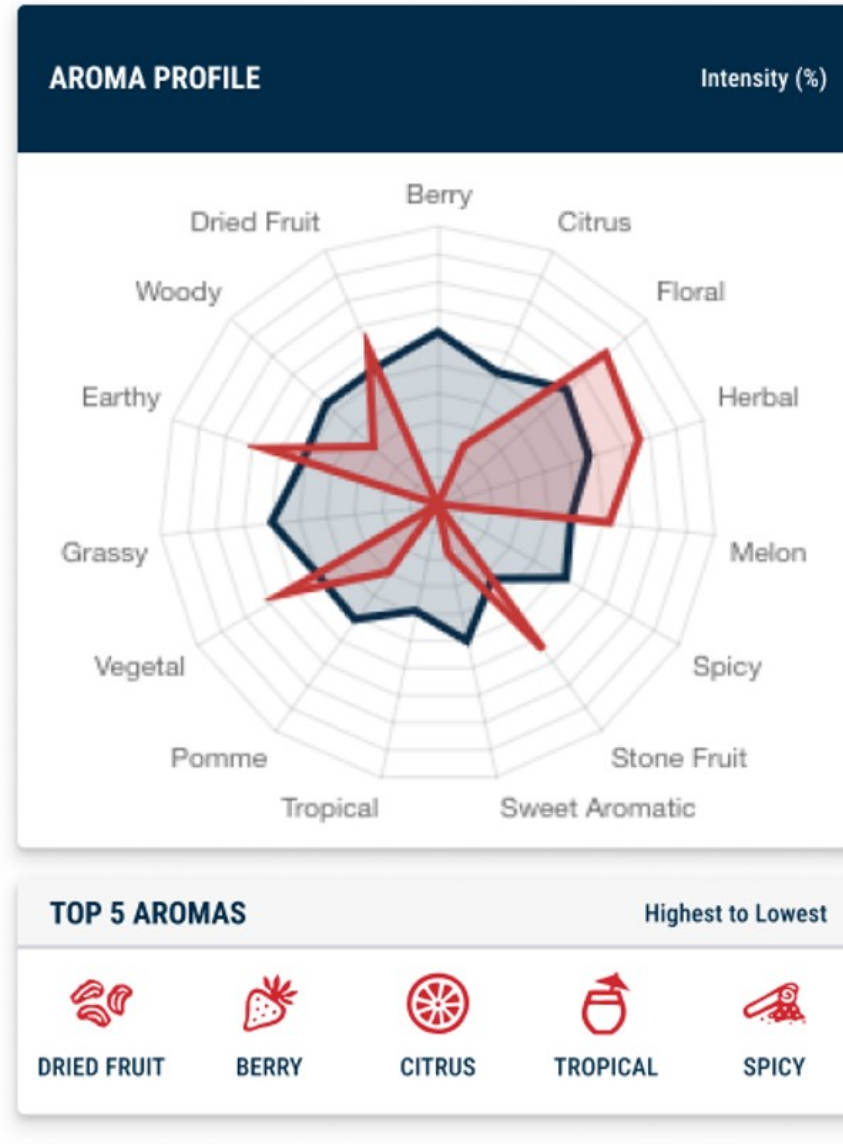 AROMA PROFILE
Intensity (%)
Berry
Dried Fruit
Citrus
Woody
Floral
Earthy
Herbal
Grassy
Melon
Vegetal
Spicy
Pomme
Stone Fruit
Tropical
Sweet Aromatic
TOP 5 AROMAS
Highest to Lowest
DRIED FRUIT
BERRY
CITRUS
TROPICAL
SPICY